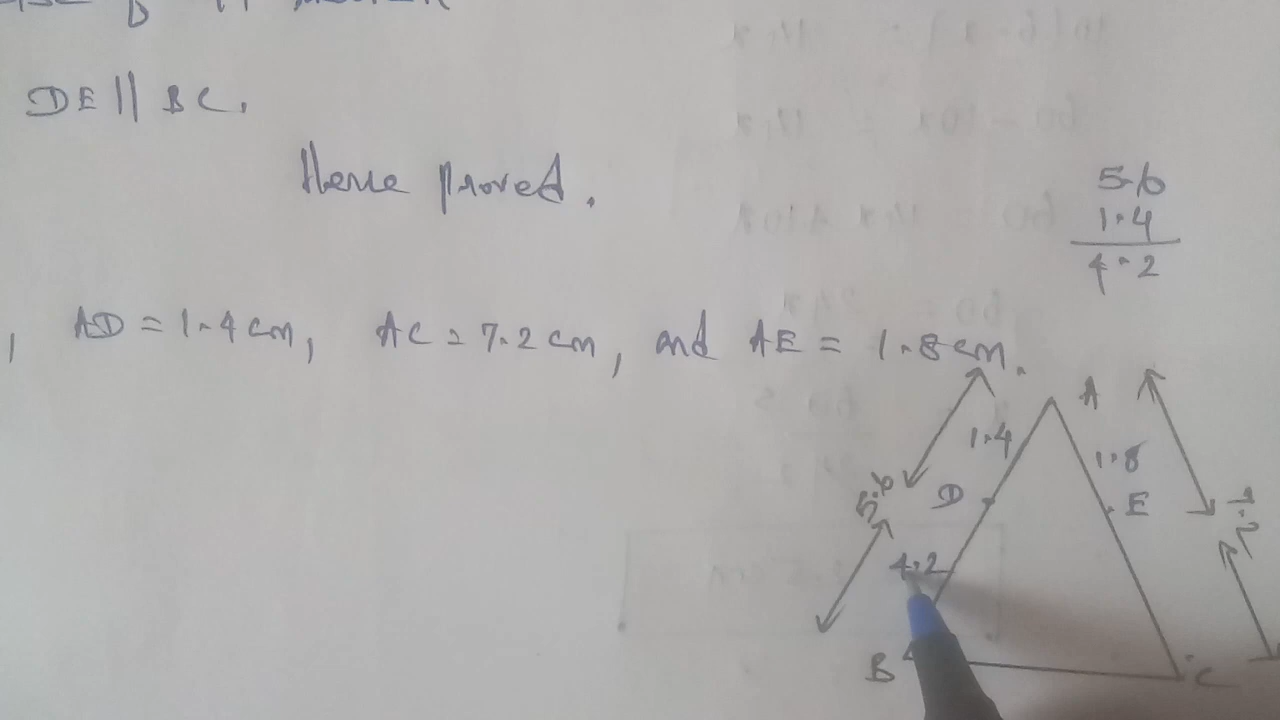 DE || BC.
Hence proved.
5.6
1.4
4.2
, AD = 1.4 cm, AC = 7.2 cm, and AE = 1.8 cm.
A
1.4
1.8
5.6
D
E
7.2
4.2
B
C